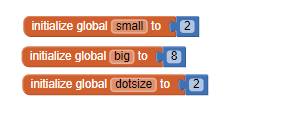 initialize global small to 2
initialize global big to 8
initialize global dotsize to 2